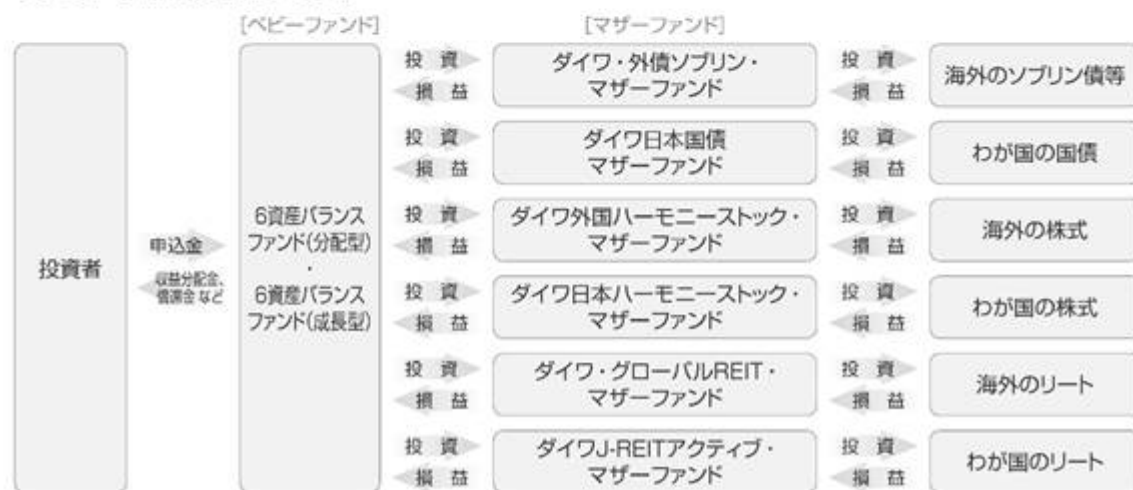 [ベビーファンド]
[マザーファンド]
投資者
申込金
収益分配金、
償還金 など
6資産バランス
ファンド(分配型)
・
6資産バランス
ファンド(成長型)
投 資
損 益
ダイワ・外債ソブリン・
マザーファンド
投 資
損 益
海外のソブリン債等
投 資
損 益
ダイワ日本国債
マザーファンド
投 資
損 益
わが国の国債
投 資
損 益
ダイワ外国ハーモニーストック・
マザーファンド
投 資
損 益
海外の株式
投 資
損 益
ダイワ日本ハーモニーストック・
マザーファンド
投 資
損 益
わが国の株式
投 資
損 益
ダイワ・グローバルREIT・
マザーファンド
投 資
損 益
海外のリート
投 資
損 益
ダイワJ-REITアクティブ・
マザーファンド
投 資
損 益
わが国のリート